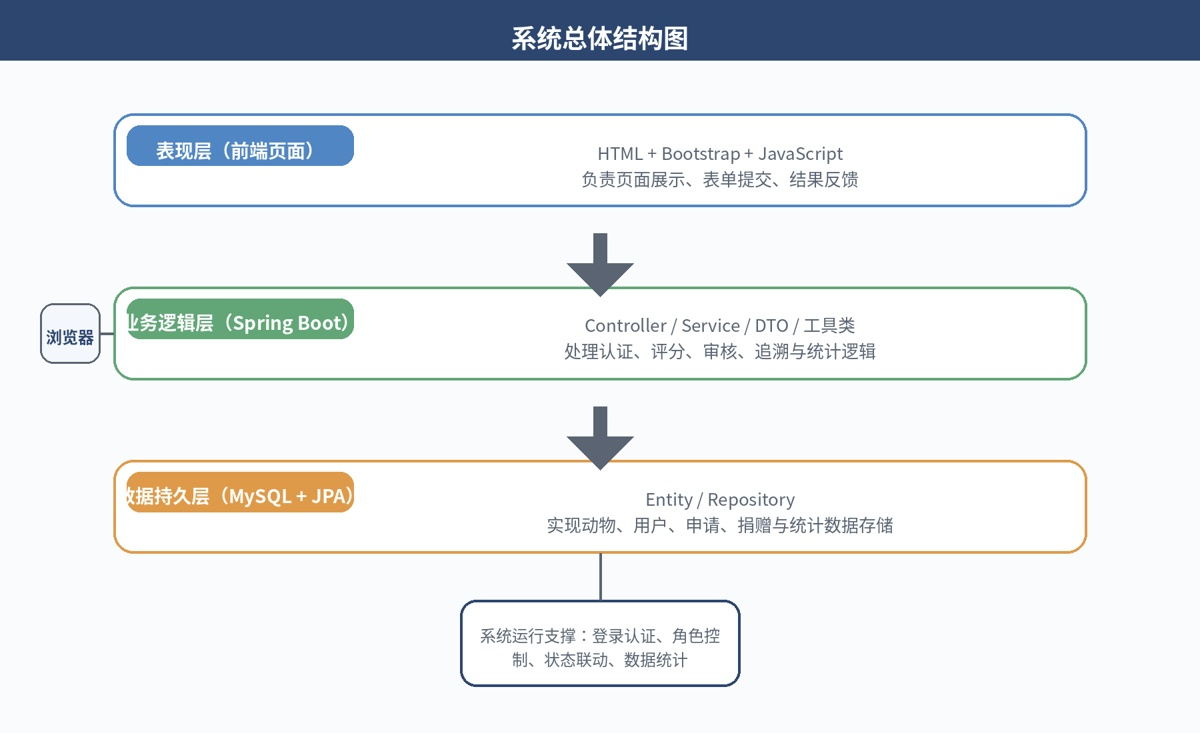 系统总体结构图
表现层（前端页面）
HTML + Bootstrap + JavaScript
负责页面展示、表单提交、结果反馈
浏览器
业务逻辑层（Spring Boot）
Controller / Service / DTO / 工具类
处理认证、评分、审核、追溯与统计逻辑
数据持久层（MySQL + JPA）
Entity / Repository
实现动物、用户、申请、捐赠与统计数据存储
系统运行支撑：登录认证、角色控
制、状态联动、数据统计